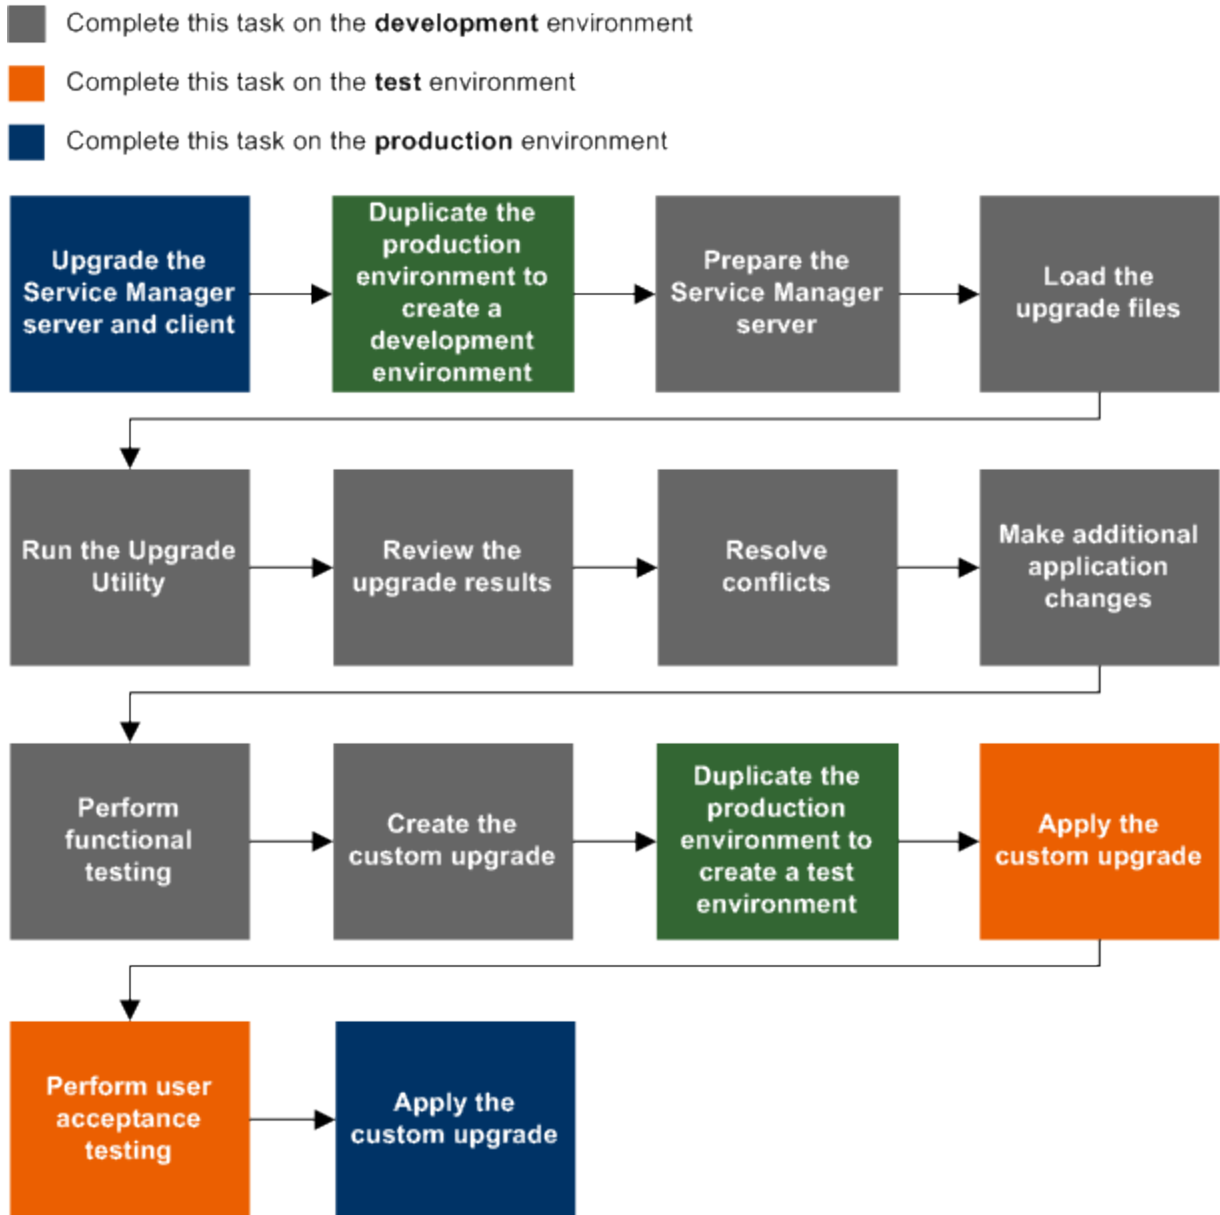 Complete this task on the development environment
Complete this task on the test environment
Complete this task on the production environment
Upgrade the
Service Manager
server and client
Duplicate the
production
environment to
create a
development
environment
Prepare the
Service Manager
server
Load the
upgrade files
Run the Upgrade
Utility
Review the
upgrade results
Resolve
conflicts
Make additional
application
changes
Perform
functional
testing
Create the
custom upgrade
Duplicate the
production
environment to
create a test
environment
Apply the
custom upgrade
Perform user
acceptance
testing
Apply the
custom upgrade